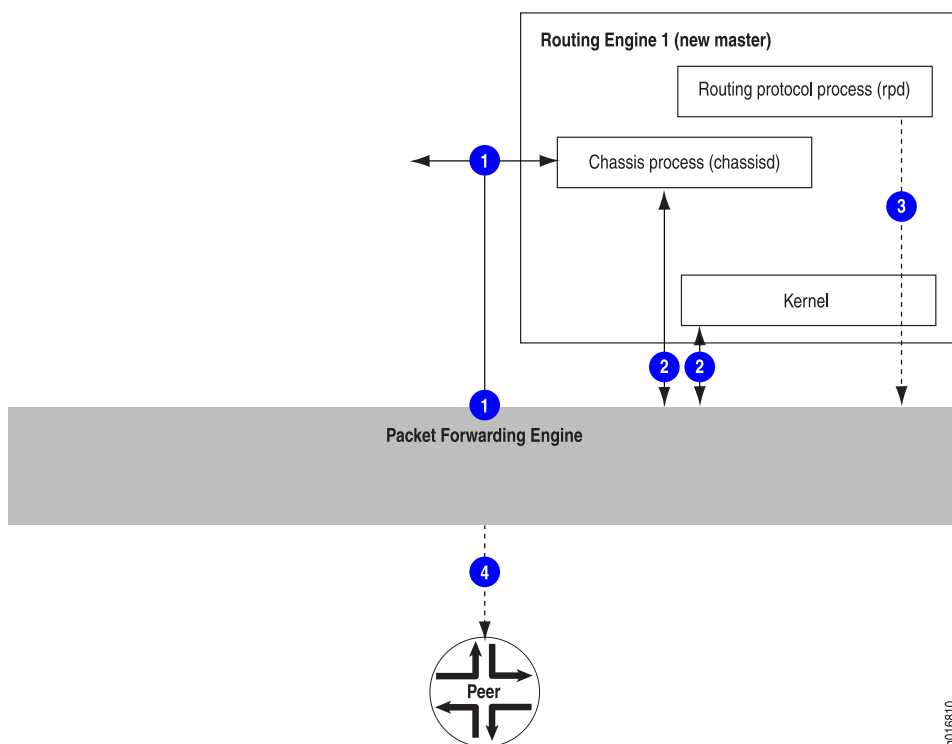 Routing Engine 1 (new master)
Routing protocol process (rpd)
1
Chassis process (chassisd)
3
Kernel
2
2
1
Packet Forwarding Engine
4
Peer
g016810